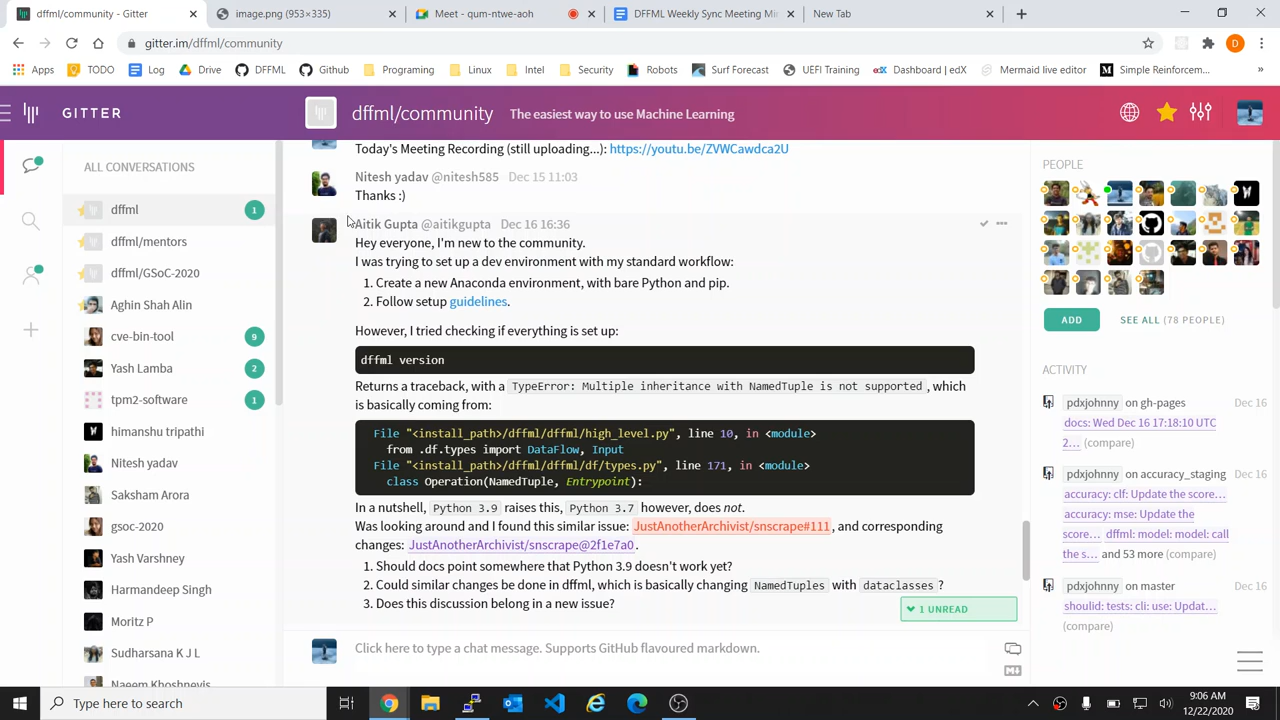 dffml/community - Gitter
image.png (953×335)
Meet - qum-ntwe-aoh
DFFML Weekly Sync Meeting Mi
New Tab
gitter.im/dffml/community
D
Apps
TODO
Log
Drive
DFFML
Github
Programing
Linux
Intel
Security
Robots
Surf Forecast
UEFI Training
Dashboard | edX
Mermaid live editor
Simple Reinforcem...
GITTER
dffml/community
The easiest way to use Machine Learning
ALL CONVERSATIONS
dffml
1
dffml/mentors
dffml/GSoC-2020
Aghin Shah Alin
cve-bin-tool
9
Yash Lamba
2
tpm2-software
1
himanshu tripathi
Nitesh yadav
Saksham Arora
gsoc-2020
Yash Varshney
Harmandeep Singh
Moritz P
Sudharsana K J L
Naeem Khoshnevis
Today's Meeting Recording (still uploading...): https://youtu.be/ZVWCawdca2U
Nitesh yadav @nitesh585 Dec 15 11:03
Thanks :)
Aitik Gupta @aitikgupta Dec 16 16:36
Hey everyone, I'm new to the community.
I was trying to set up a dev environment with my standard workflow:
1. Create a new Anaconda environment, with bare Python and pip.
2. Follow setup guidelines.
However, I tried checking if everything is set up:
dffml version
Returns a traceback, with a TypeError: Multiple inheritance with NamedTuple is not supported, which
is basically coming from:
File "<install_path>/dffml/dffml/high_level.py", line 10, in <module>
from .df.types import DataFlow, Input
File "<install_path>/dffml/dffml/df/types.py", line 171, in <module>
class Operation(NamedTuple, Entrypoint):
In a nutshell, Python 3.9 raises this, Python 3.7 however, does not.
Was looking around and I found this similar issue: JustAnotherArchivist/snscrape#111, and corresponding
changes: JustAnotherArchivist/snscrape@2f1e7a0.
1. Should docs point somewhere that Python 3.9 doesn't work yet?
2. Could similar changes be done in dffml, which is basically changing NamedTuples with dataclasses ?
3. Does this discussion belong in a new issue?
1 UNREAD
Click here to type a chat message. Supports GitHub flavoured markdown.
PEOPLE
ADD
SEE ALL (78 PEOPLE)
ACTIVITY
pdxjohnny on gh-pages Dec 16
docs: Wed Dec 16 17:18:10 UTC
2... (compare)
pdxjohnny on accuracy_staging Dec 16
accuracy: clf: Update the score...
accuracy: mse: Update the
score... dffml: model: model: call
the s... and 53 more (compare)
pdxjohnny on master Dec 16
shoulid: tests: cli: use: Updat...
(compare)
Type here to search
9:06 AM
12/22/2020